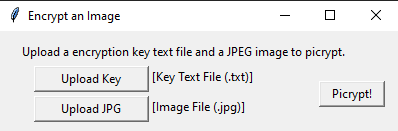 Encrypt an Image
Upload a encryption key text file and a JPEG image to picrypt.
Upload Key [Key Text File (.txt)]
Picrypt!
Upload JPG [Image File (.jpg)]